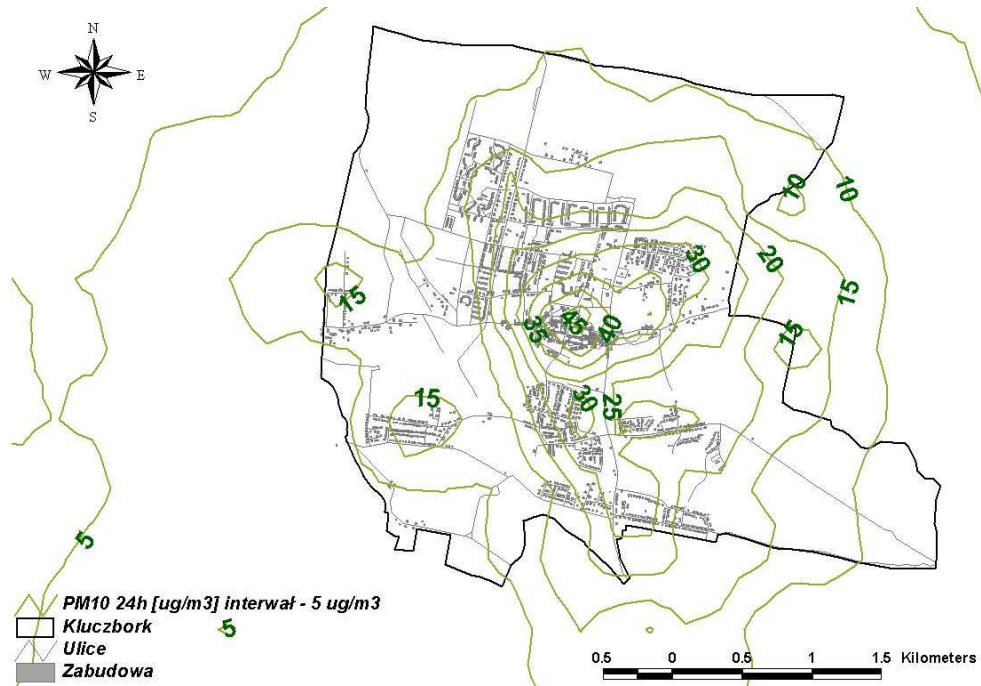 N
W E
S
10
10
20
30
15
15
45
40
35
15
15
30
25
5
PM10 24h [ug/m3] interwał - 5 ug/m3
Kluczbork
5
Ulice
Zabudowa
0.5 0 0.5 1 1.5 Kilometers